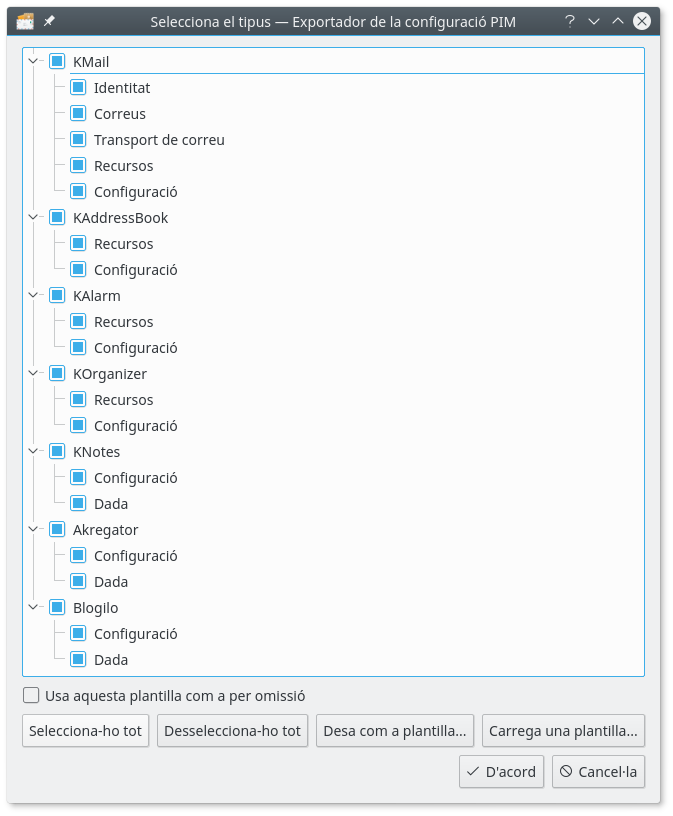 Selecciona el tipus — Exportador de la configuració PIM
KMail
Identitat
Correus
Transport de correu
Recursos
Configuració
KAddressBook
Recursos
Configuració
KAlarm
Recursos
Configuració
KOrganizer
Recursos
Configuració
KNotes
Configuració
Dada
Akregator
Configuració
Dada
Blogilo
Configuració
Dada
Usa aquesta plantilla com a per omissió
Selecciona-ho tot Desselecciona-ho tot Desa com a plantilla... Carrega una plantilla...
D'acord Cancel·la